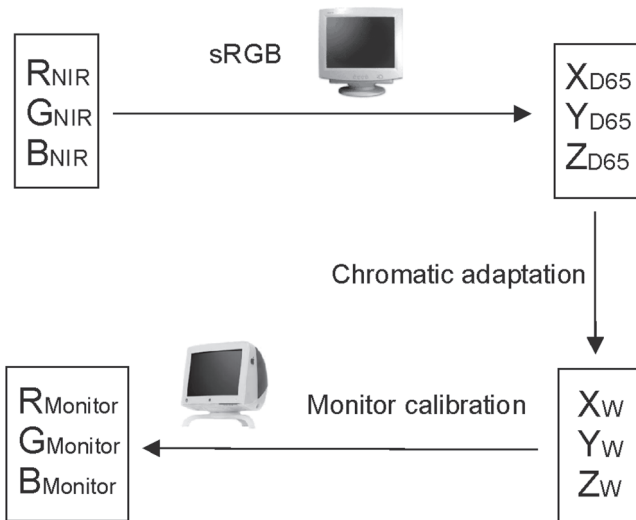 sRGB
RNIR
GNIR
BNIR
XD65
YD65
ZD65
Chromatic adaptation
RMonitor
GMonitor
BMonitor
Monitor calibration
XW
YW
ZW